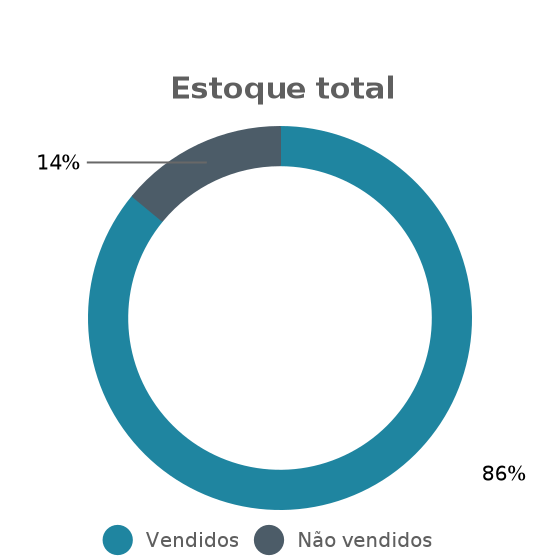 Estoque total
14%
86%
Vendidos
Não vendidos